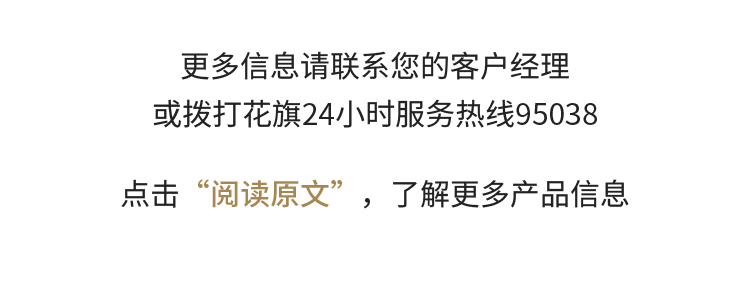 更多信息请联系您的客户经理
或拨打花旗24小时服务热线95038
点击“阅读原文”，了解更多产品信息